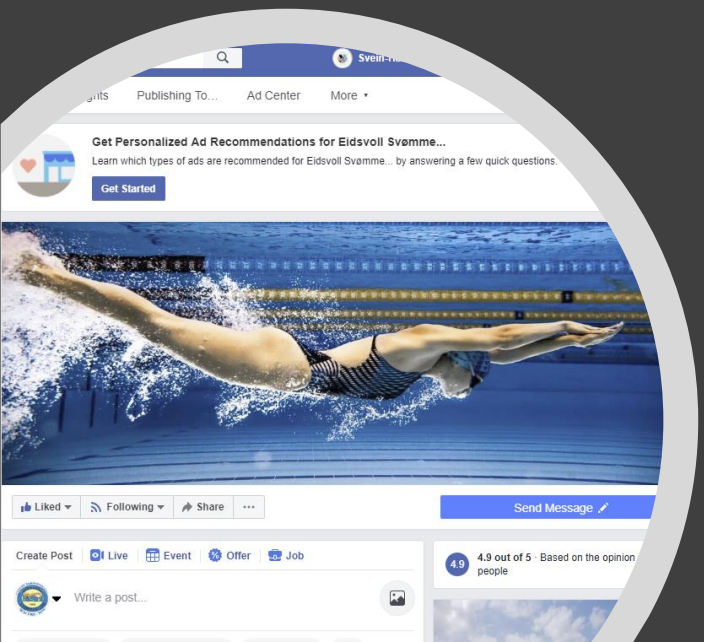 Publishing To... Ad Center More
Get Personalized Ad Recommendations for Eidsvoll Svømme...
Learn which types of ads are recommended for Eidsvoll Svømme... by answering a few quick questions.
Get Started
Liked Following Share ...
Send Message
Create Post Live Event Offer Job
4.9 4.9 out of 5 · Based on the opinion
people
Write a post...